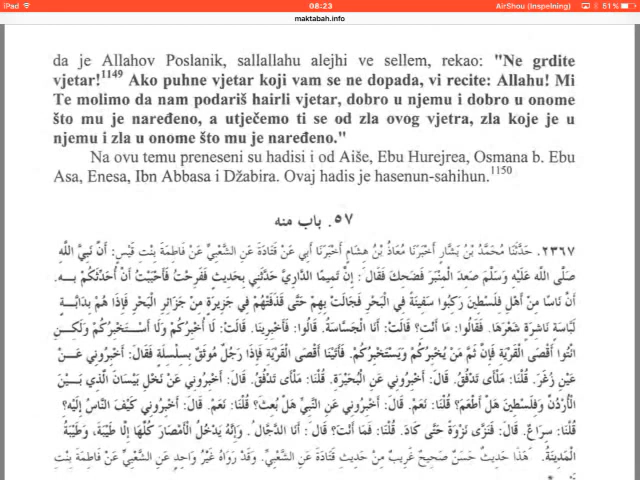 iPad
08:23
AirShou (Inspelning)
51 %
maktabah.info
da je Allahov Poslanik, sallallahu alejhi ve sellem, rekao: "Ne grdite
vjetar!1149 Ako puhne vjetar koji vam se ne dopada, vi recite: Allahu! Mi
Te molimo da nam podariš hairli vjetar, dobro u njemu i dobro u onome
što mu je naređeno, a utječemo ti se od zla ovog vjetra, zla koje je u
njemu i zla u onome što mu je naređeno."
Na ovu temu preneseni su hadisi i od Aiše, Ebu Hurejrea, Osmana b. Ebu
Asa, Enesa, Ibn Abbasa i Džabira. Ovaj hadis je hasenun-sahihun.1150
٥٧. باب منه
٢٣٦٧. حَدَّثَنَا مُحَمَّدُ بْنُ بَشَّارٍ أَخْبَرَنَا مُعَاذُ بْنُ هِشَامٍ أَخْبَرَنَا أَبِي عَنْ قَتَادَةَ عَنِ الشَّعْبِيِّ عَنْ فَاطِمَةَ بِنْتِ قَيْسٍ: أَنَّ نَبِيَّ اللَّهِ
صَلَّى اللَّهُ عَلَيْهِ وَسَلَّمَ صَعِدَ الْمِنْبَرَ فَضَحِكَ فَقَالَ: إِنَّ تَمِيمًا الدَّارِيَّ حَدَّثَنِي بِحَدِيثٍ فَفَرِحْتُ فَأَحْبَبْتُ أَنْ أُحَدِّثَكُمْ بِهِ.
أَنَّ نَاسًا مِنْ أَهْلِ فِلَسْطِينَ رَكِبُوا سَفِينَةً فِي الْبَحْرِ فَجَالَتْ بِهِمْ حَتَّى قَذَفَتْهُمْ فِي جَزِيرَةٍ مِنْ جَزَائِرِ الْبَحْرِ فَإِذَا هُمْ بِدَابَّةٍ
لَبَّاسَةٍ نَاشِرَةٍ شَعْرَهَا. فَقَالُوا: مَا أَنْتِ؟ قَالَتْ: أَنَا الْجَسَّاسَةُ. قَالُوا: فَأَخْبِرِينَا. قَالَتْ: لَا أُخْبِرُكُمْ وَلَا أَسْتَخْبِرُكُمْ وَلَكِنِ
ائْتُوا أَقْصَى الْقَرْيَةِ فَإِنَّ ثَمَّ مَنْ يُخْبِرُكُمْ وَيَسْتَخْبِرُكُمْ. فَأَتَيْنَا أَقْصَى الْقَرْيَةِ فَإِذَا رَجُلٌ مُوثَقٌ بِسِلْسِلَةٍ فَقَالَ: أَخْبِرُونِي عَنْ
عَيْنِ زُغَرَ. قُلْنَا: مَلْأَى تَدْفُقُ. قَالَ: أَخْبِرُونِي عَنِ الْبُحَيْرَةِ. قُلْنَا: مَلْأَى تَدْفُقُ. قَالَ: أَخْبِرُونِي عَنْ نَخْلِ بَيْسَانَ الَّذِي بَيْنَ
الْأُرْدُنِّ وَفِلَسْطِينَ هَلْ أَطْعَمَ؟ قُلْنَا: نَعَمْ. قَالَ: أَخْبِرُونِي عَنِ النَّبِيِّ هَلْ بُعِثَ؟ قُلْنَا: نَعَمْ. قَالَ: أَخْبِرُونِي كَيْفَ النَّاسُ إِلَيْهِ؟
قُلْنَا: سِرَاعٌ. قَالَ: فَنَزَّى نَزْوَةً حَتَّى كَادَ. قُلْنَا: فَمَا أَنْتَ؟ قَالَ: أَنَا الدَّجَّالُ. وَإِنَّهُ يَدْخُلُ الْأَمْصَارَ كُلَّهَا إِلَّا طَيْبَةَ، وَطَيْبَةُ
الْمَدِينَةُ. هَذَا حَدِيثٌ حَسَنٌ صَحِيحٌ غَرِيبٌ مِنْ حَدِيثِ قَتَادَةَ عَنِ الشَّعْبِيِّ. وَقَدْ رَوَاهُ غَيْرُ وَاحِدٍ عَنِ الشَّعْبِيِّ عَنْ فَاطِمَةَ بِنْتِ